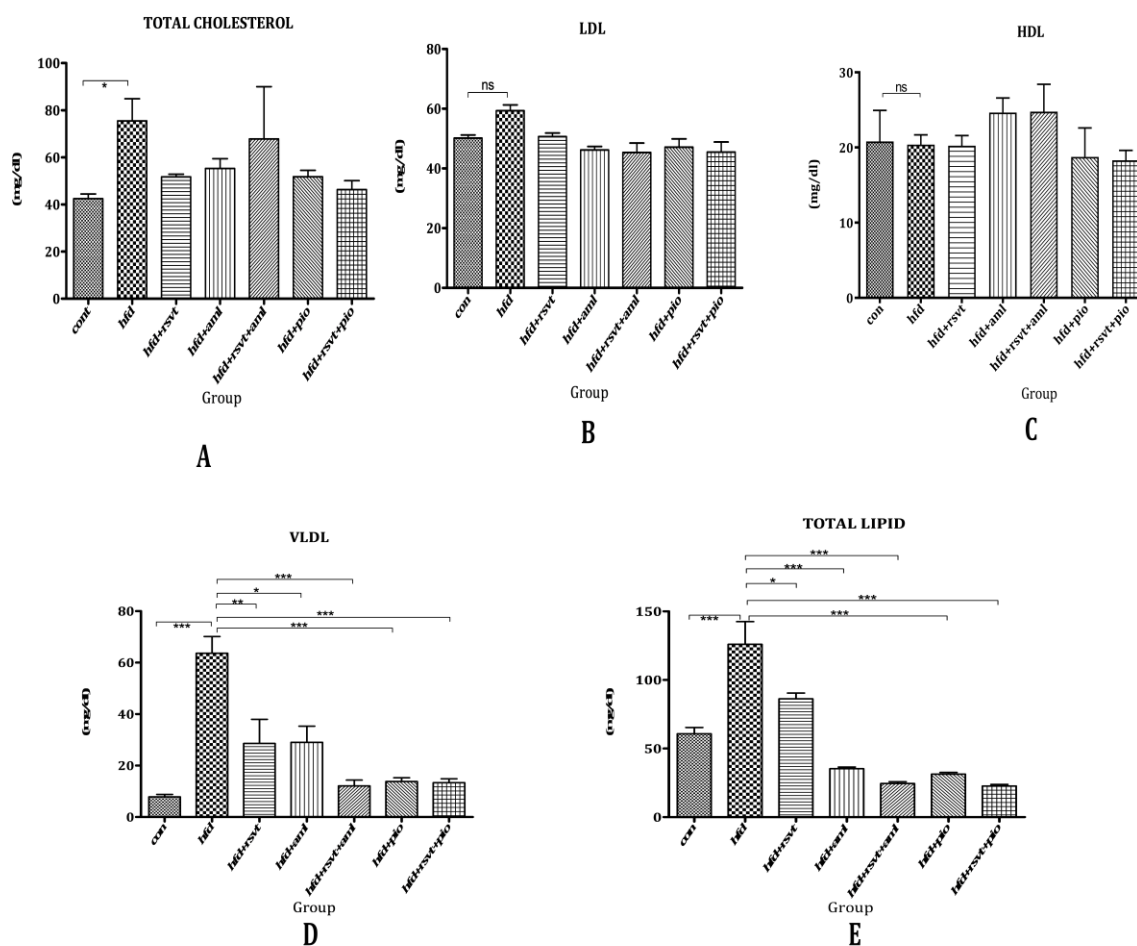 TOTAL CHOLESTEROL
100
80
60
40
20
0
(mg/dl)
*
cont
hfd
hfd+rsvt
hfd+aml
hfd+rsvt+aml
hfd+pio
hfd+rsvt+pio
Group
A
LDL
80
60
40
20
0
(mg/dl)
ns
con
hfd
hfd+rsvt
hfd+aml
hfd+rsvt+aml
hfd+pio
hfd+rsvt+pio
Group
B
HDL
30
20
10
0
(mg/dl)
ns
con
hfd
hfd+rsvt
hfd+aml
hfd+rsvt+aml
hfd+pio
hfd+rsvt+pio
Group
C
VLDL
***
*
**
***
***
***
80
60
40
20
0
(mg/dl)
con
hfd
hfd+rsvt
hfd+aml
hfd+rsvt+aml
hfd+pio
hfd+rsvt+pio
Group
D
TOTAL LIPID
***
***
*
***
***
***
150
100
50
0
(mg/dl)
con
hfd
hfd+rsvt
hfd+aml
hfd+rsvt+aml
hfd+pio
hfd+rsvt+pio
Group
E